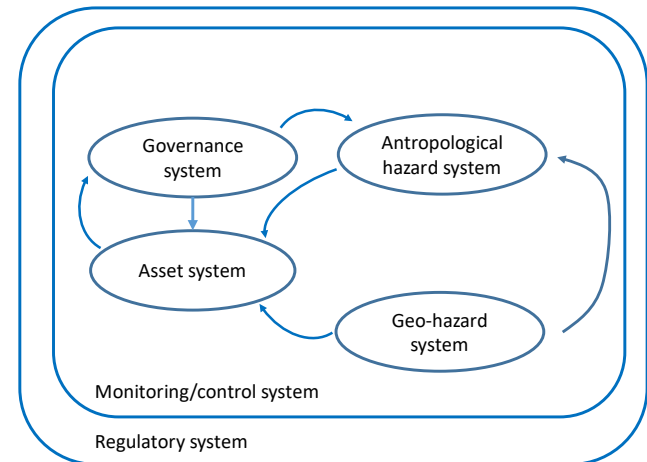 Governance
system
Antropological
hazard system
Asset system
Geo-hazard
system
Monitoring/control system
Regulatory system